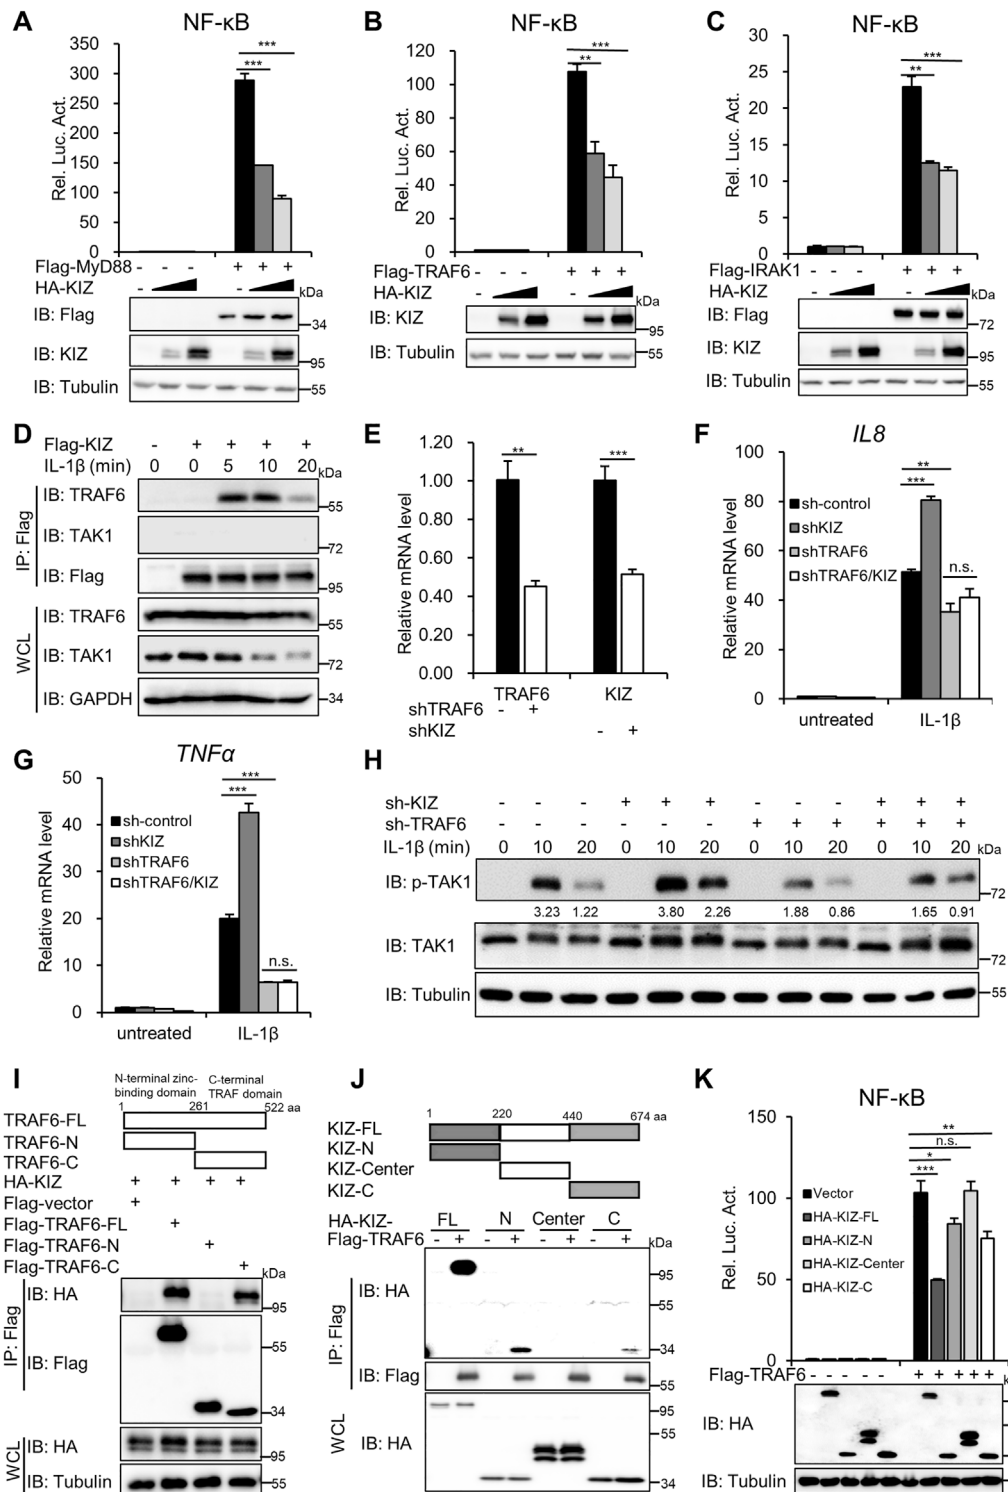 A
NF-κB
Rel. Luc. Act.
350
300
250
200
150
100
50
0
***
***
Flag-MyD88 - - - + + +
HA-KIZ - -
kDa
IB: Flag
34
IB: KIZ
95
IB: Tubulin
55
B
NF-κB
Rel. Luc. Act.
120
100
80
60
40
20
0
***
**
Flag-TRAF6 - - - + + +
HA-KIZ - -
kDa
IB: KIZ
95
IB: Tubulin
55
C
NF-κB
Rel. Luc. Act.
30
25
20
15
10
5
0
***
**
Flag-IRAK1 - - - + + +
HA-KIZ - -
kDa
IB: Flag
72
IB: KIZ
95
IB: Tubulin
55
D
Flag-KIZ - + + + +
IL-1β (min) 0 0 5 10 20 kDa
IP: Flag
IB: TRAF6
55
IB: TAK1
72
IB: Flag
95
WCL
IB: TRAF6
55
IB: TAK1
72
IB: GAPDH
34
E
Relative mRNA level
1.20
1.00
0.80
0.60
0.40
0.20
0.00
**
***
TRAF6 KIZ
shTRAF6 - +
shKIZ - +
F
IL8
Relative mRNA level
100
80
60
40
20
0
sh-control
shKIZ
shTRAF6
shTRAF6/KIZ
**
***
n.s.
untreated IL-1β
G
TNFα
Relative mRNA level
50
40
30
20
10
0
sh-control
shKIZ
shTRAF6
shTRAF6/KIZ
***
***
n.s.
untreated IL-1β
H
sh-KIZ - - - + + + - - - + + +
sh-TRAF6 - - - - - - + + + + + +
IL-1β (min) 0 10 20 0 10 20 0 10 20 0 10 20 kDa
IB: p-TAK1
72
3.23 1.22 3.80 2.26 1.88 0.86 1.65 0.91
IB: TAK1
72
IB: Tubulin
55
I
N-terminal zinc-binding domain
C-terminal TRAF domain
1 261 522 aa
TRAF6-FL
TRAF6-N
TRAF6-C
HA-KIZ + + + +
Flag-vector +
Flag-TRAF6-FL +
Flag-TRAF6-N +
Flag-TRAF6-C +
kDa
IP: Flag
IB: HA
95
55
IB: Flag
34
WCL
IB: HA
95
IB: Tubulin
55
J
1 220 440 674 aa
KIZ-FL
KIZ-N
KIZ-Center
KIZ-C
HA-KIZ- FL N Center C
Flag-TRAF6 - + - + - + - +
kDa
IP: Flag
95
IB: HA
55
34
IB: Flag
55
WCL
95
IB: HA
55
34
K
NF-κB
Rel. Luc. Act.
150
100
50
0
Vector
HA-KIZ-FL
HA-KIZ-N
HA-KIZ-Center
HA-KIZ-C
**
n.s.
*
***
Flag-TRAF6 - - - - - + + + + +
IB: HA
IB: Tubulin